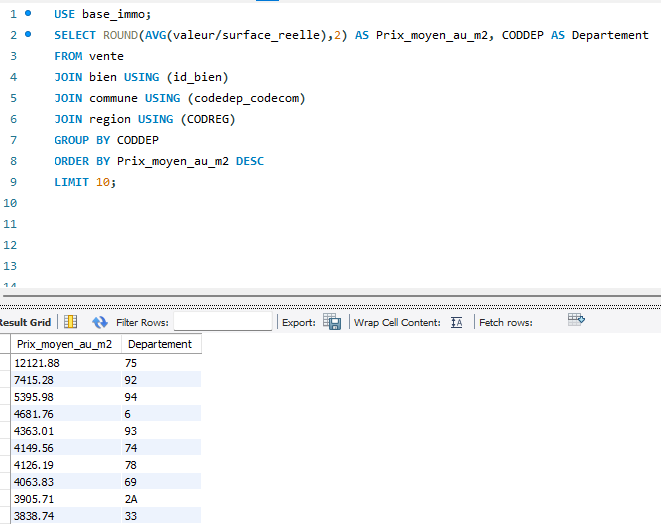 1 USE base_immo;
2 SELECT ROUND(AVG(valeur/surface_reelle),2) AS Prix_moyen_au_m2, CODDEP AS Departement
3 FROM vente
4 JOIN bien USING (id_bien)
5 JOIN commune USING (codedep_codecom)
6 JOIN region USING (CODREG)
7 GROUP BY CODDEP
8 ORDER BY Prix_moyen_au_m2 DESC
9 LIMIT 10;
10
11
12
13
14
Result Grid Filter Rows: Export: Wrap Cell Content: Fetch rows:
Prix_moyen_au_m2 Departement
12121.88 75
7415.28 92
5395.98 94
4681.76 6
4363.01 93
4149.56 74
4126.19 78
4063.83 69
3905.71 2A
3838.74 33